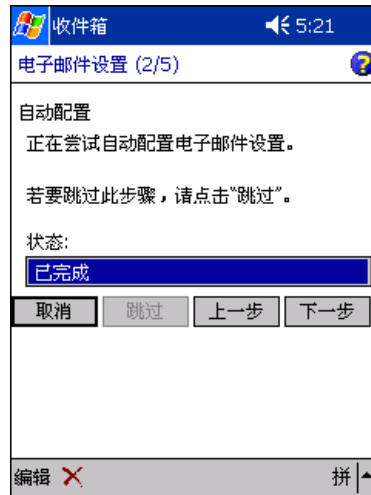 收件箱 5:21
电子邮件设置 (2/5)
自动配置
正在尝试自动配置电子邮件设置。
若要跳过此步骤，请点击“跳过”。
状态:
已完成
取消 跳过 上一步 下一步
编辑 拼